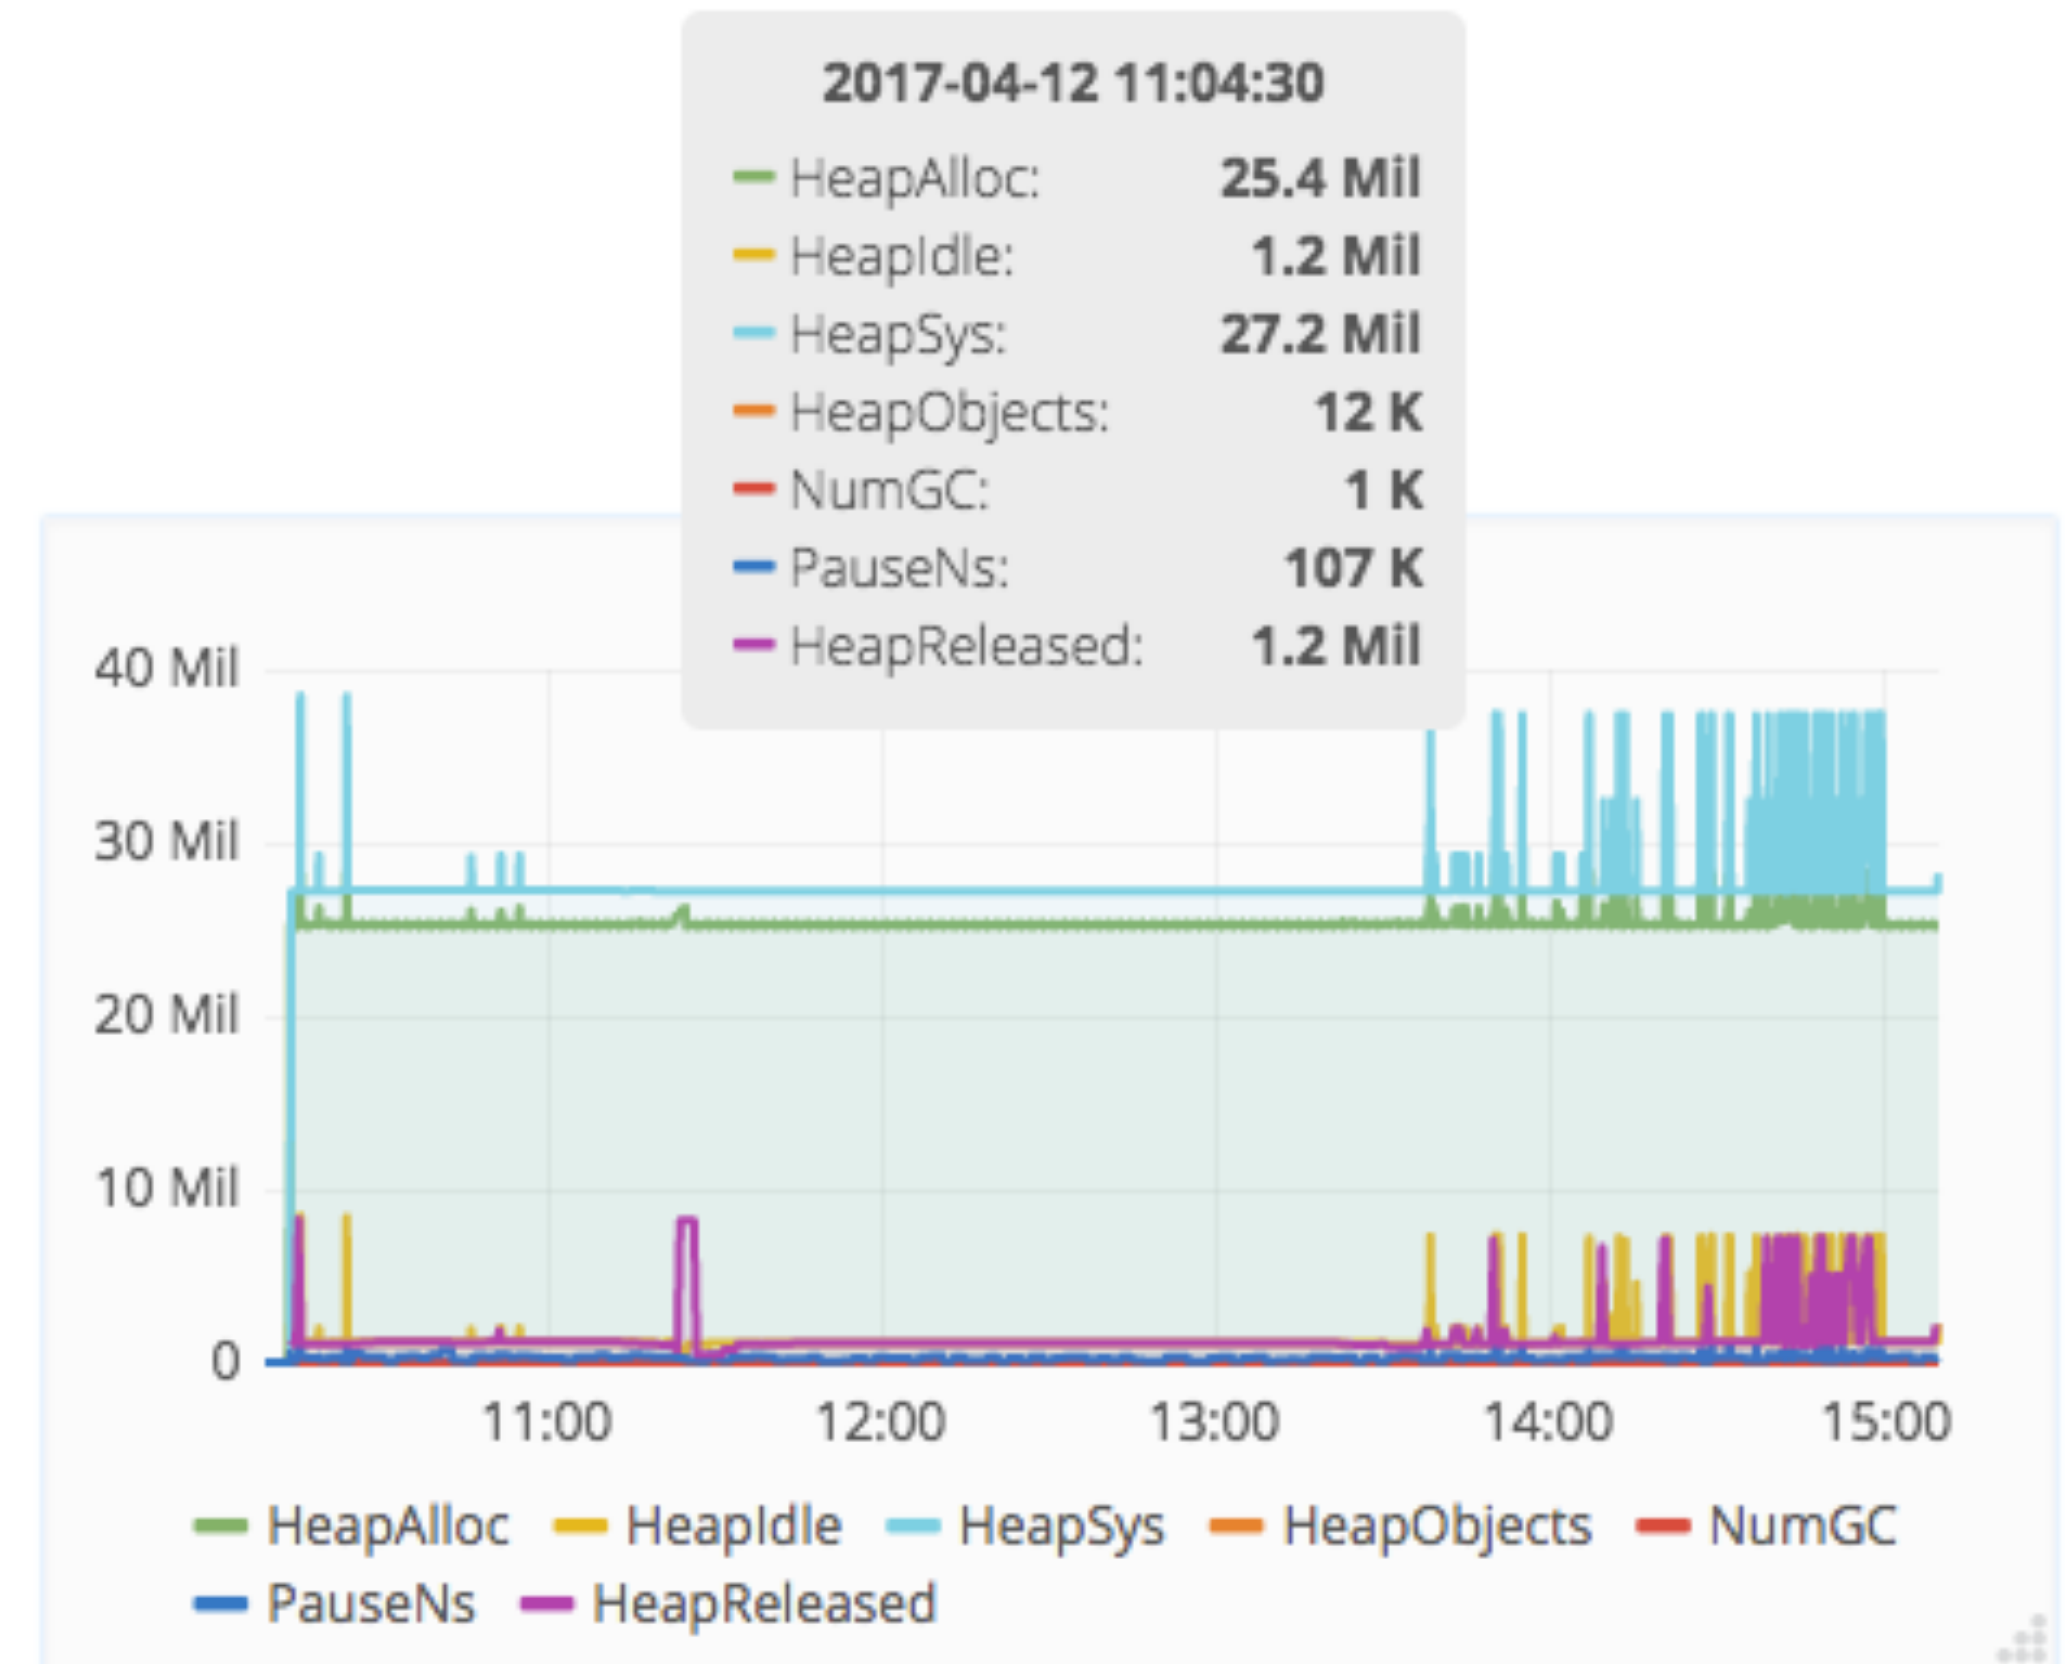 2017-04-12 11:04:30
HeapAlloc: 25.4 Mil
HeapIdle: 1.2 Mil
HeapSys: 27.2 Mil
HeapObjects: 12 K
NumGC: 1 K
PauseNs: 107 K
HeapReleased: 1.2 Mil
40 Mil
30 Mil
20 Mil
10 Mil
0
11:00 12:00 13:00 14:00 15:00
HeapAlloc HeapIdle HeapSys HeapObjects NumGC
PauseNs HeapReleased